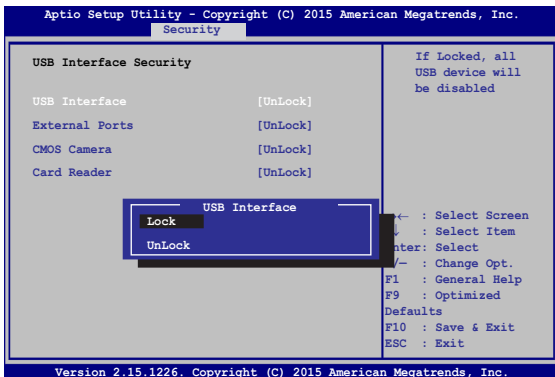 Aptio Setup Utility - Copyright (C) 2015 American Megatrends, Inc.
Security
USB Interface Security
USB Interface [UnLock]
External Ports [UnLock]
CMOS Camera [UnLock]
Card Reader [UnLock]
USB Interface
Lock
UnLock
If Locked, all
USB device will
be disabled
→← : Select Screen
↓ : Select Item
nter: Select
/— : Change Opt.
F1 : General Help
F9 : Optimized
Defaults
F10 : Save & Exit
ESC : Exit
Version 2.15.1226. Copyright (C) 2015 American Megatrends, Inc.